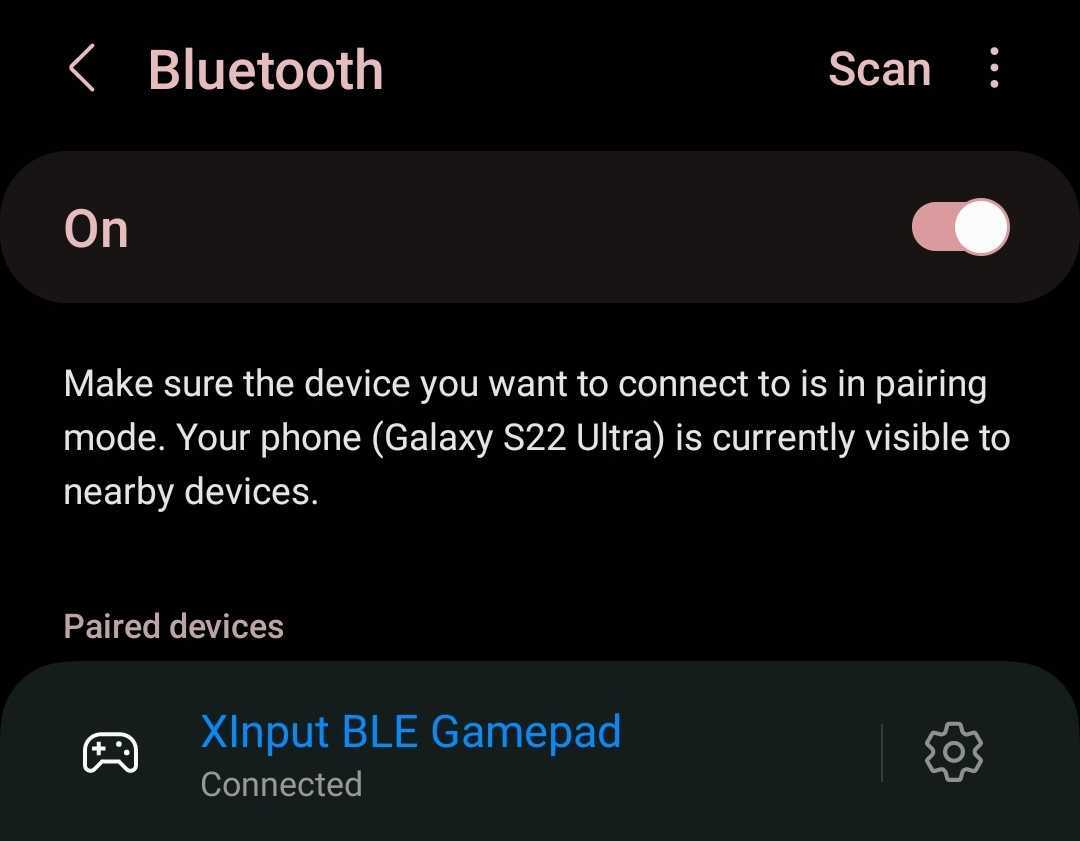 Bluetooth
Scan
On
Make sure the device you want to connect to is in pairing
mode. Your phone (Galaxy S22 Ultra) is currently visible to
nearby devices.
Paired devices
XInput BLE Gamepad
Connected